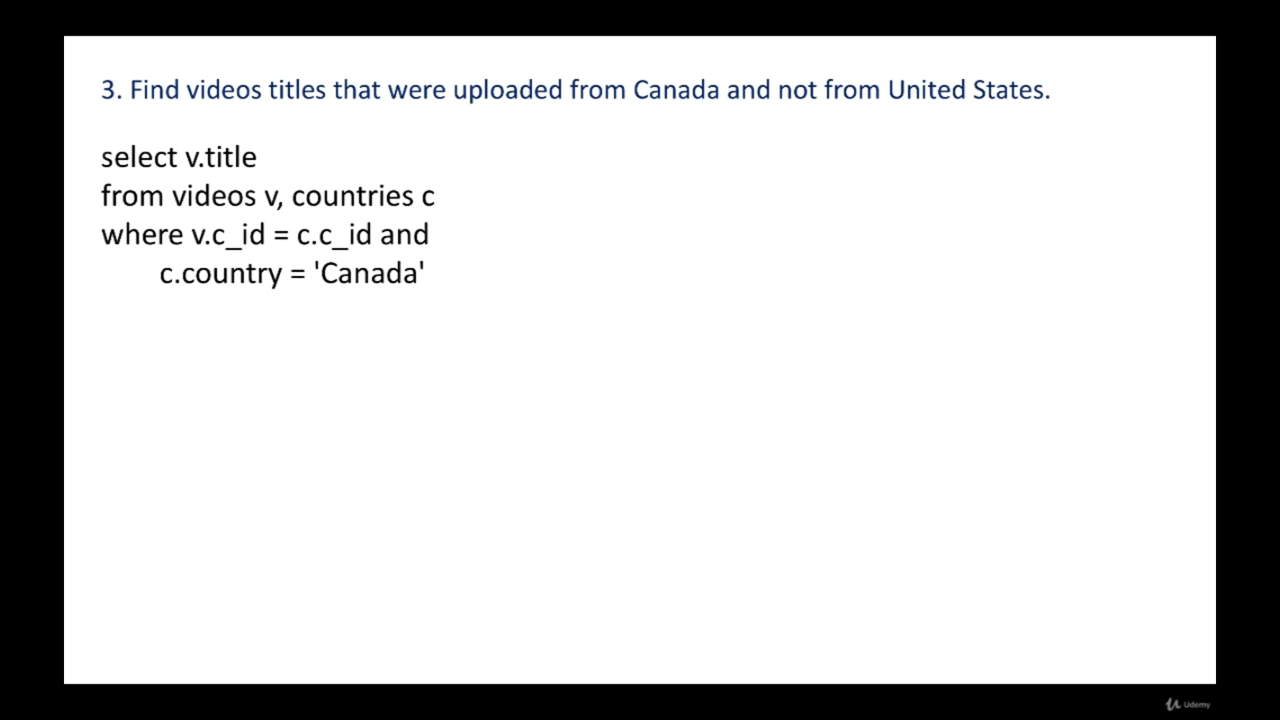 3. Find videos titles that were uploaded from Canada and not from United States.
select v.title
from videos v, countries c
where v.c_id = c.c_id and
c.country = 'Canada'
Udemy